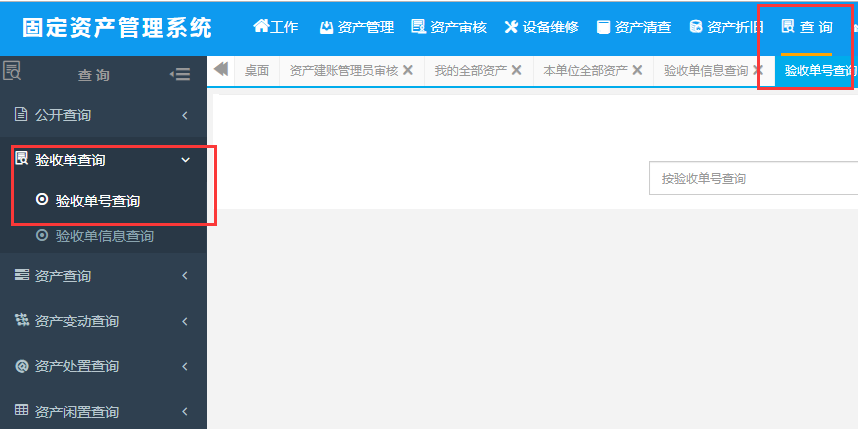 固定资产管理系统 工作 资产管理 资产审核 设备维修 资产清查 资产折旧 查 询
查 询 桌面 资产建账管理员审核 我的全部资产 本单位全部资产 验收单信息查询 验收单号查询
公开查询
验收单查询
按验收单号查询
验收单号查询
验收单信息查询
资产查询
资产变动查询
资产处置查询
资产闲置查询